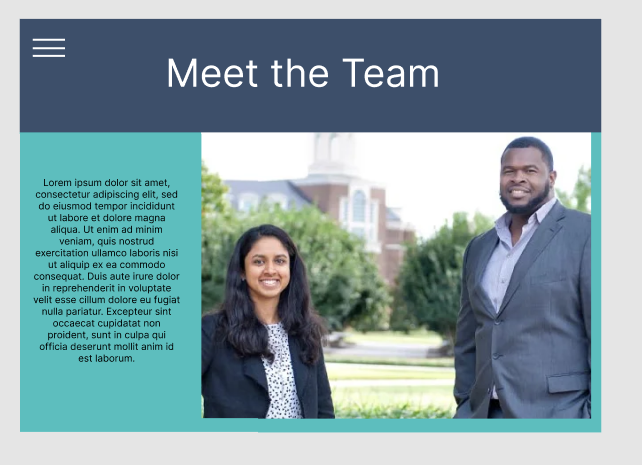 Meet the Team
Lorem ipsum dolor sit amet,
consectetur adipiscing elit, sed
do eiusmod tempor incididunt
ut labore et dolore magna
aliqua. Ut enim ad minim
veniam, quis nostrud
exercitation ullamco laboris nisi
ut aliquip ex ea commodo
consequat. Duis aute irure dolor
in reprehenderit in voluptate
velit esse cillum dolore eu fugiat
nulla pariatur. Excepteur sint
occaecat cupidatat non
proident, sunt in culpa qui
officia deserunt mollit anim id
est laborum.